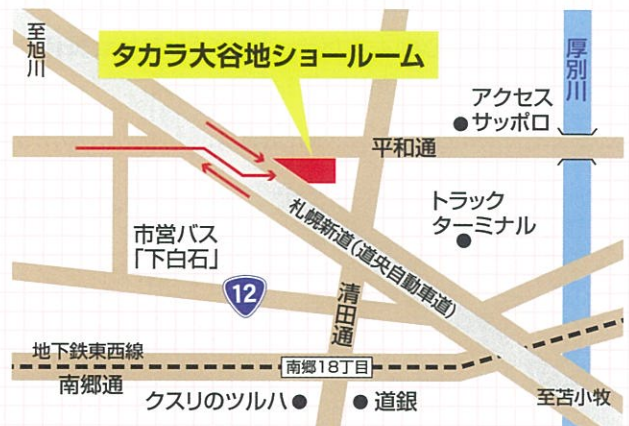 至旭川
タカラ大谷地ショールーム
厚別川
アクセス
サッポロ
平和通
トラック
ターミナル
市営バス
「下白石」
札幌新道(道央自動車道)
12
清田通
地下鉄東西線
南郷18丁目
南郷通
至苫小牧
クスリのツルハ
道銀